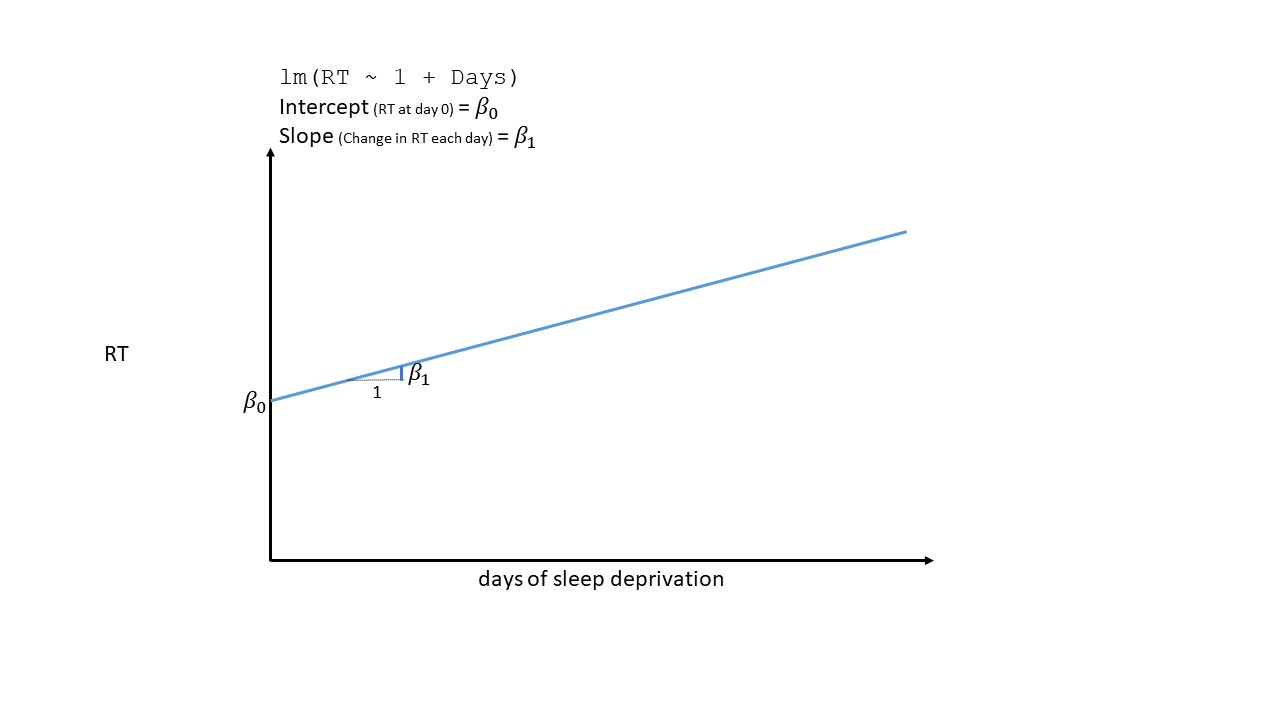 lm(RT ~ 1 + Days)
Intercept (RT at day 0) = β₀
Slope (Change in RT each day) = β₁
RT
β₁
1
β₀
days of sleep deprivation